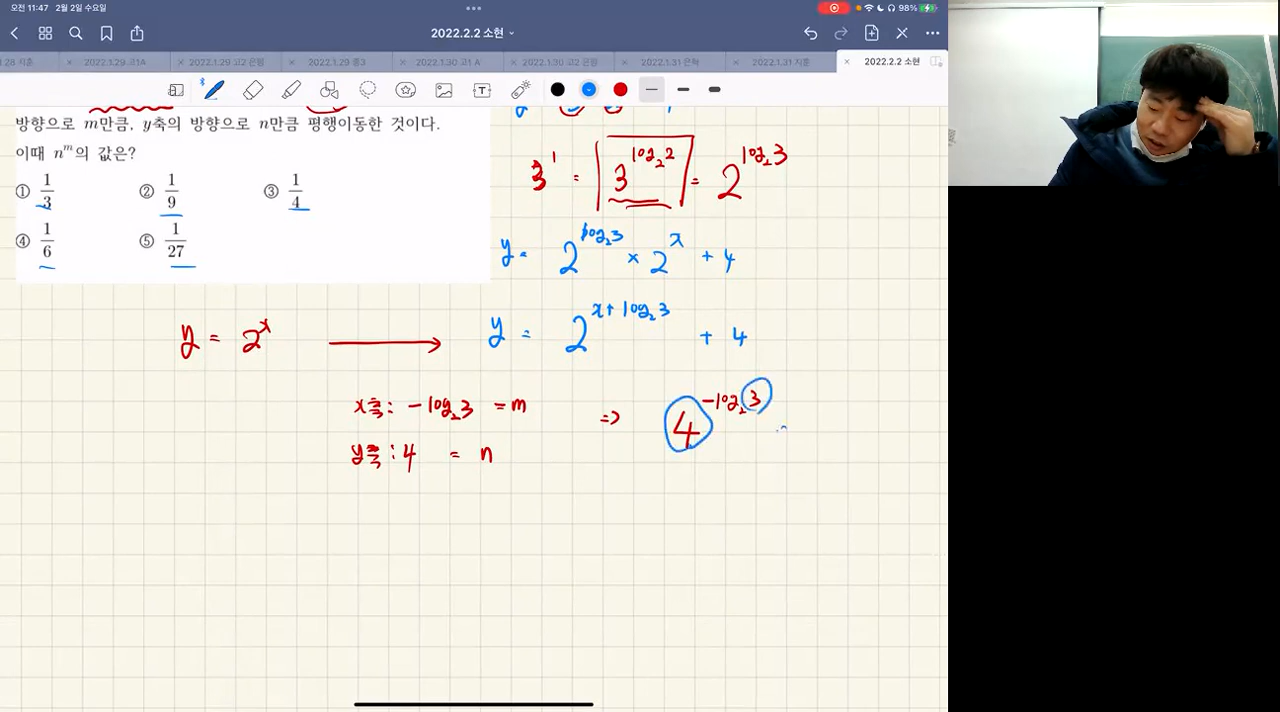 오전 11:47 2월 2일 수요일
98%
2022.2.2 소현
1.28 지훈 2022.1.29 고1A 2022.1.29 고2 은평 2022.1.29 중3 2022.1.30 고1 A 2022.1.30 고2 은평 2022.1.31 은혁 2022.1.31 지훈 2022.2.2 소현
방향으로 m만큼, y축의 방향으로 n만큼 평행이동한 것이다.
이때 n^m의 값은?
① 1/3 ② 1/9 ③ 1/4
④ 1/6 ⑤ 1/27
3^1 = 3^{log_2 2} = 2^{log_2 3}
y = 2^{log_2 3} × 2^x + 4
y = 2^x → y = 2^{x + log_2 3} + 4
x축: -log_2 3 = m
y축: 4 = n
⇒ 4^{-log_2 3}